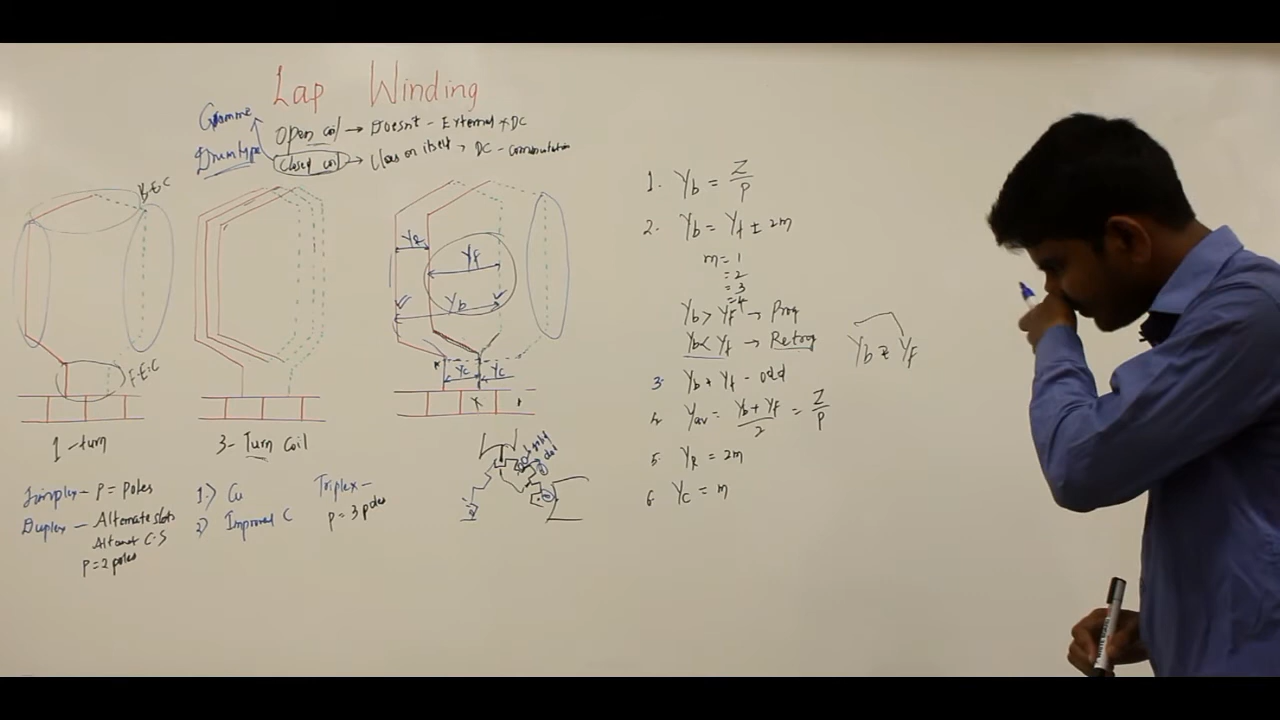 Lap Winding
Gramme
Open coil → Doesn't - External * DC
Drum type
Closed coil → Close on itself → DC - Commutation
B.E.C
F.E.C
1-turn
3-Turn Coil
YR
Yf
Yb
Yc Yc
Simplex - P = Poles
Duplex - Alternate slots
Alternet C-S
P = 2 poles
1.) Cu
2) Improved C
Triplex -
P = 3 poles
1. Yb = Z/P
2. Yb = Yf ± 2m
m = 1
= 2
= 3
= 4
Yb > Yf → Prog
Yb < Yf → Retrog
3. Yb + Yf - odd
4. Yav = (Yb + Yf)/2 = Z/P
5. YR = 2m
6. Yc = m
Yb ≠ Yf